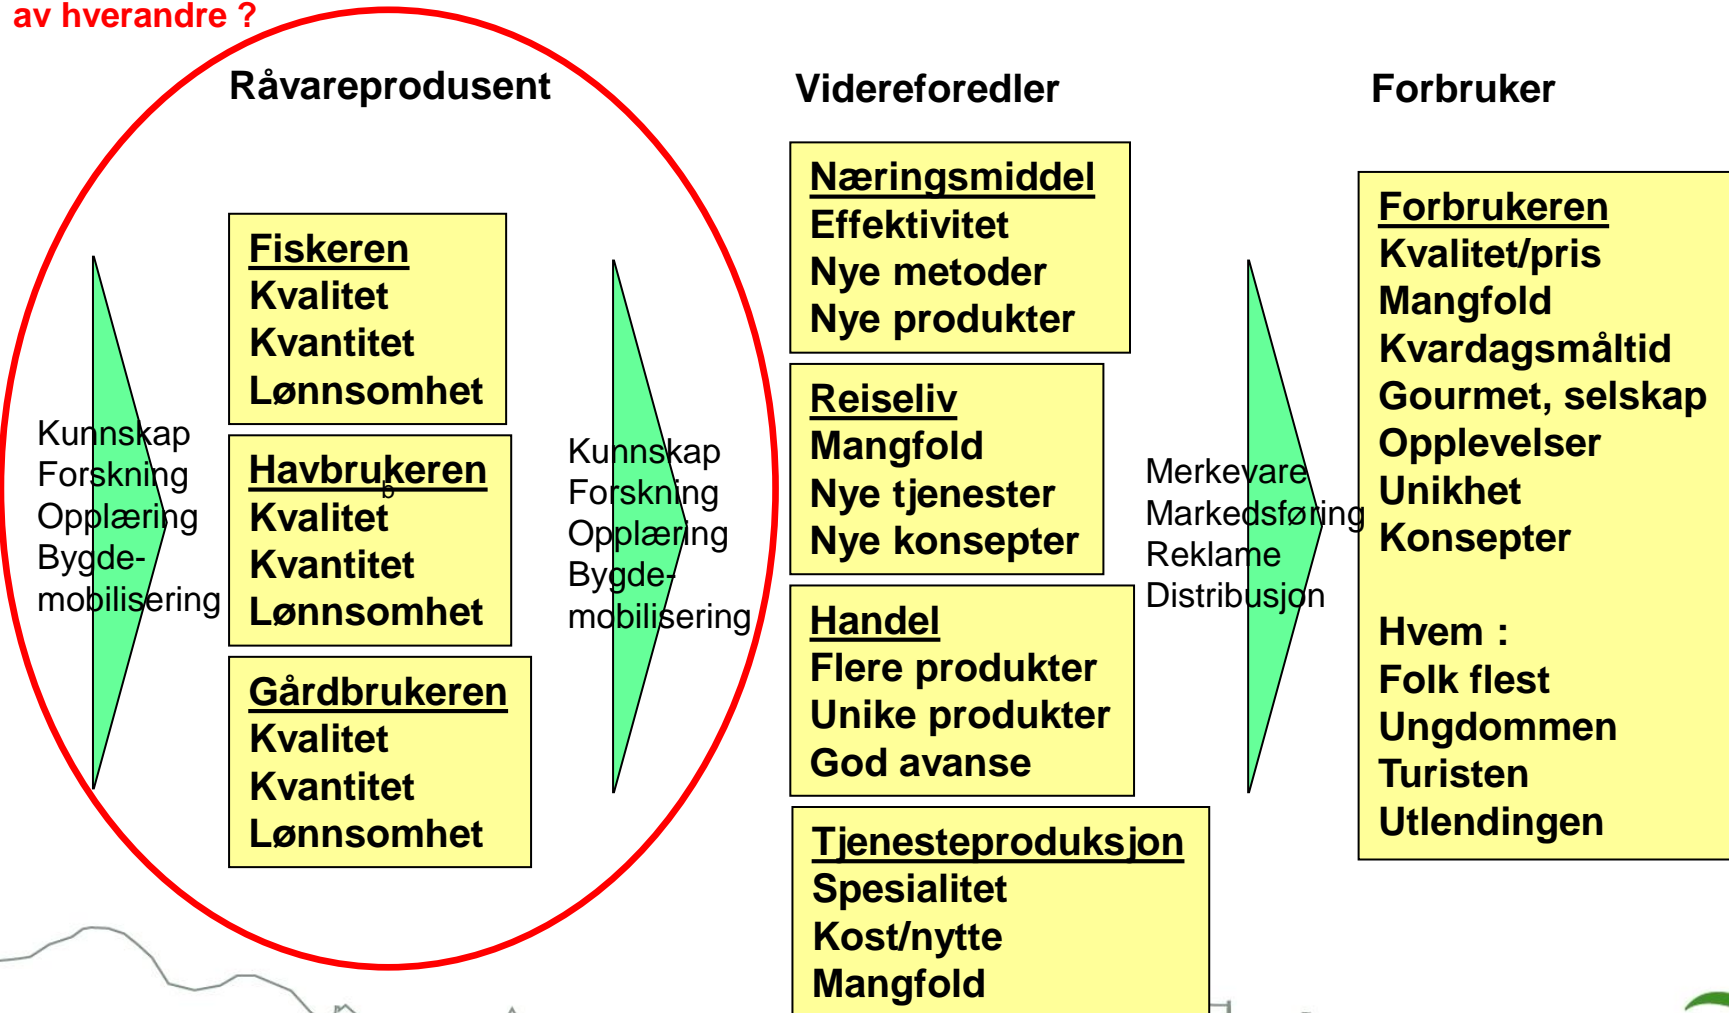 av hverandre ?
Råvareprodusent
Videreforedler
Forbruker
Kunnskap
Forskning
Opplæring
Bygde-
mobilisering
Fiskeren
Kvalitet
Kvantitet
Lønnsomhet
Havbrukeren
b
Kvalitet
Kvantitet
Lønnsomhet
Gårdbrukeren
Kvalitet
Kvantitet
Lønnsomhet
Kunnskap
Forskning
Opplæring
Bygde-
mobilisering
Næringsmiddel
Effektivitet
Nye metoder
Nye produkter
Reiseliv
Mangfold
Nye tjenester
Nye konsepter
Handel
Flere produkter
Unike produkter
God avanse
Tjenesteproduksjon
Spesialitet
Kost/nytte
Mangfold
Merkevare
Markedsføring
Reklame
Distribusjon
Forbrukeren
Kvalitet/pris
Mangfold
Kvardagsmåltid
Gourmet, selskap
Opplevelser
Unikhet
Konsepter
Hvem :
Folk flest
Ungdommen
Turisten
Utlendingen